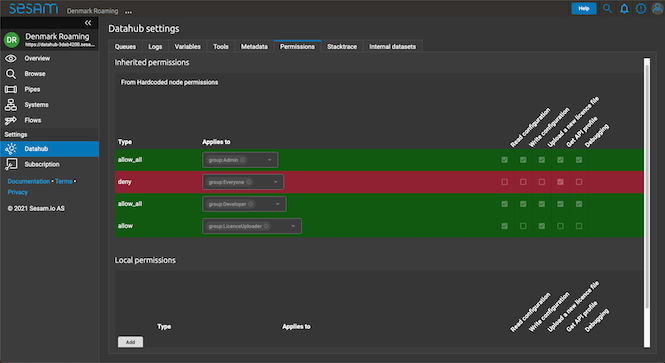 sesam
Denmark Roaming ...
Help
DR
Denmark Roaming
https://datahub-3dab4200.sesa...
Overview
Browse
Pipes
Systems
Flows
Settings
Datahub
Subscription
Documentation · Terms ·
Privacy
© 2021 Sesam.io AS
Datahub settings
Queues Logs Variables Tools Metadata Permissions Stacktrace Internal datasets
Inherited permissions
From Hardcoded node permissions
Type Applies to Read configuration Write configuration Upload a new licence file Get API profile Debugging
allow_all group:Admin
deny group:Everyone
allow_all group:Developer
allow group:LicenceUploader
Local permissions
Type Applies to Read configuration Write configuration Upload a new licence file Get API profile Debugging
Add